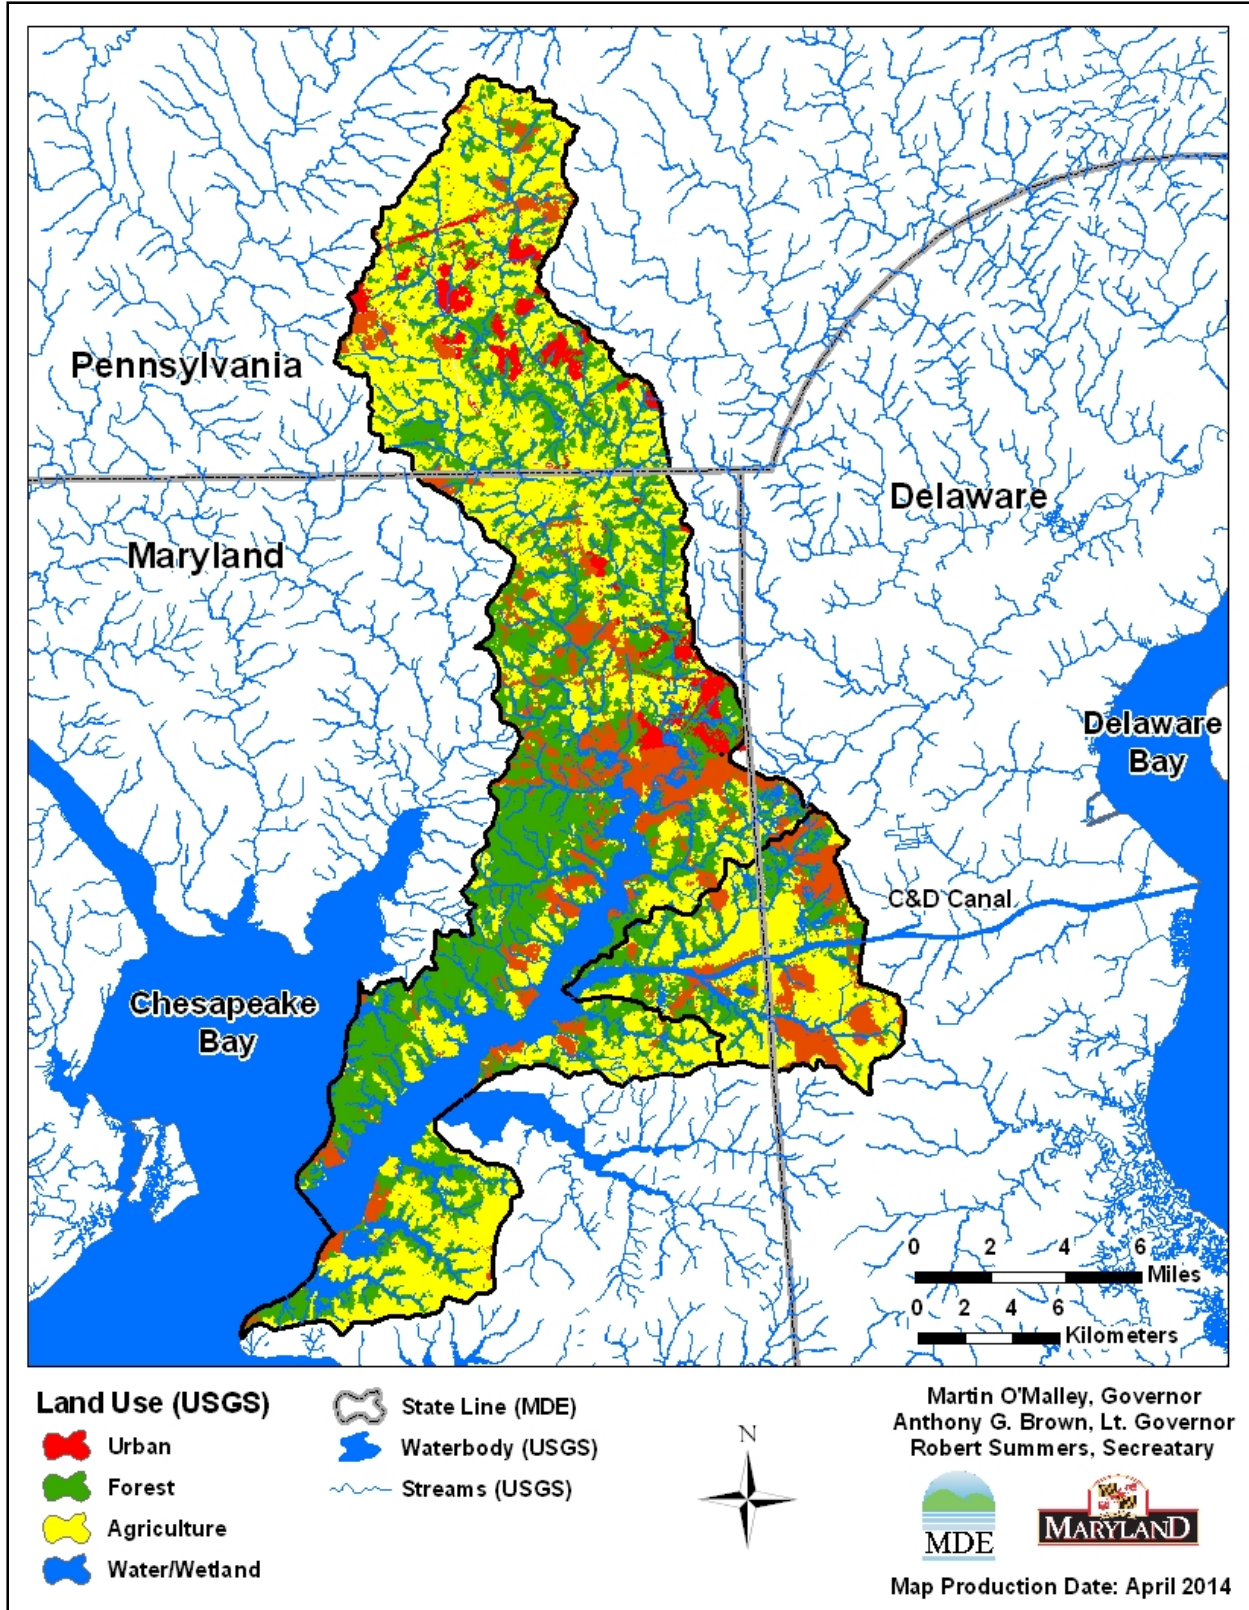 Pennsylvania
Delaware
Maryland
Delaware
Bay
C&D Canal
Chesapeake
Bay
0 2 4 6
Miles
0 2 4 6
Kilometers
Land Use (USGS)
Urban
Forest
Agriculture
Water/Wetland
State Line (MDE)
Waterbody (USGS)
Streams (USGS)
N
Martin O'Malley, Governor
Anthony G. Brown, Lt. Governor
Robert Summers, Secreatary
MDE
MARYLAND
Map Production Date: April 2014